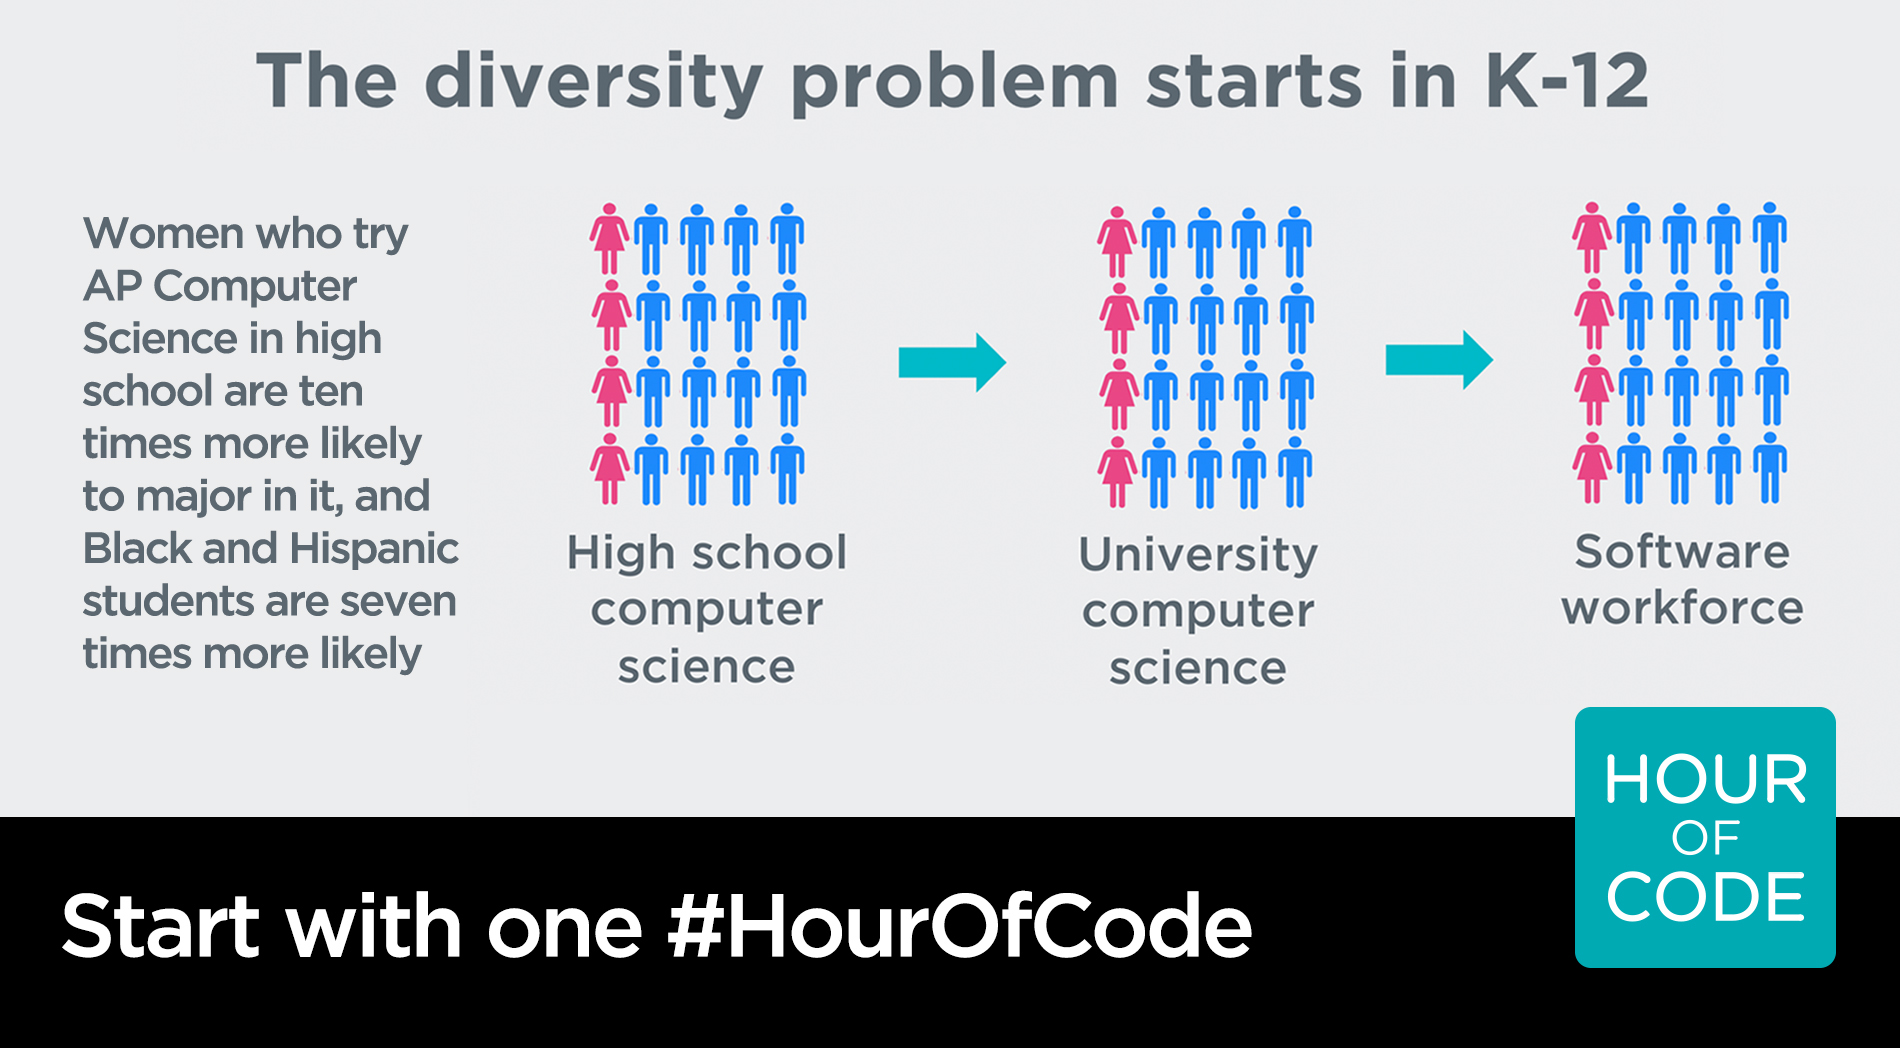 The diversity problem starts in K-12
Women who try
AP Computer
Science in high
school are ten
times more likely
to major in it, and
Black and Hispanic
students are seven
times more likely
High school
computer
science
University
computer
science
Software
workforce
HOUR
OF
CODE
Start with one #HourOfCode